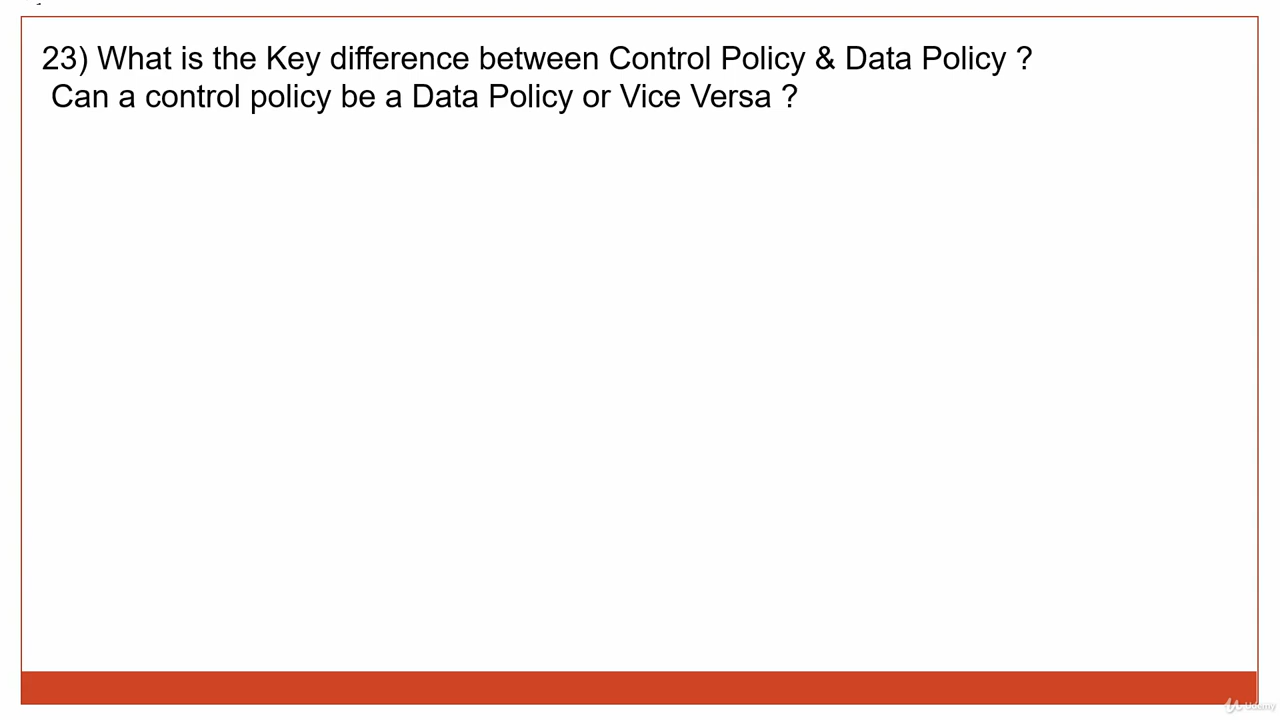 23) What is the Key difference between Control Policy & Data Policy ?
Can a control policy be a Data Policy or Vice Versa ?
Udemy